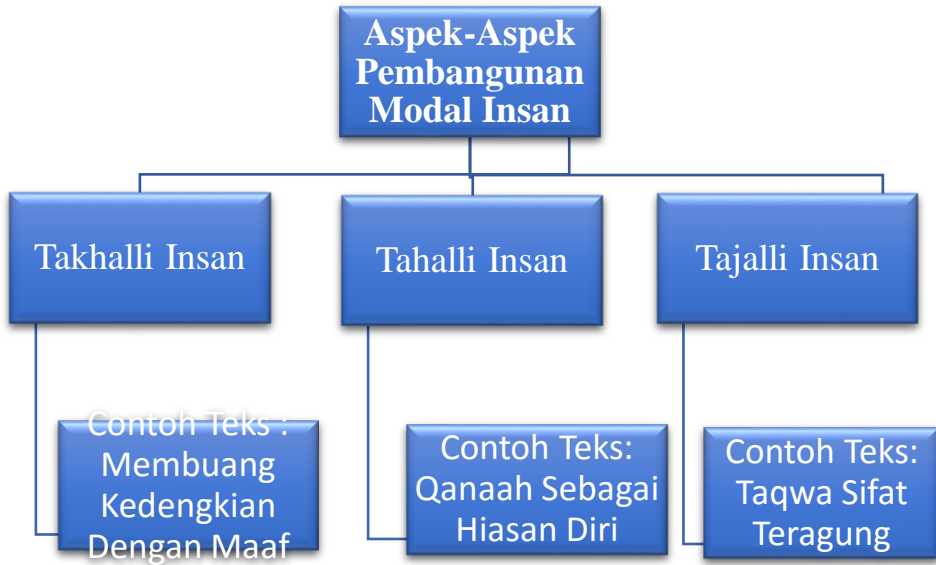 Aspek-Aspek
Pembangunan
Modal Insan
Takhalli Insan
Tahalli Insan
Tajalli Insan
Contoh Teks :
Membuang
Kedengkian
Dengan Maaf
Contoh Teks:
Qanaah Sebagai
Hiasan Diri
Contoh Teks:
Taqwa Sifat
Teragung